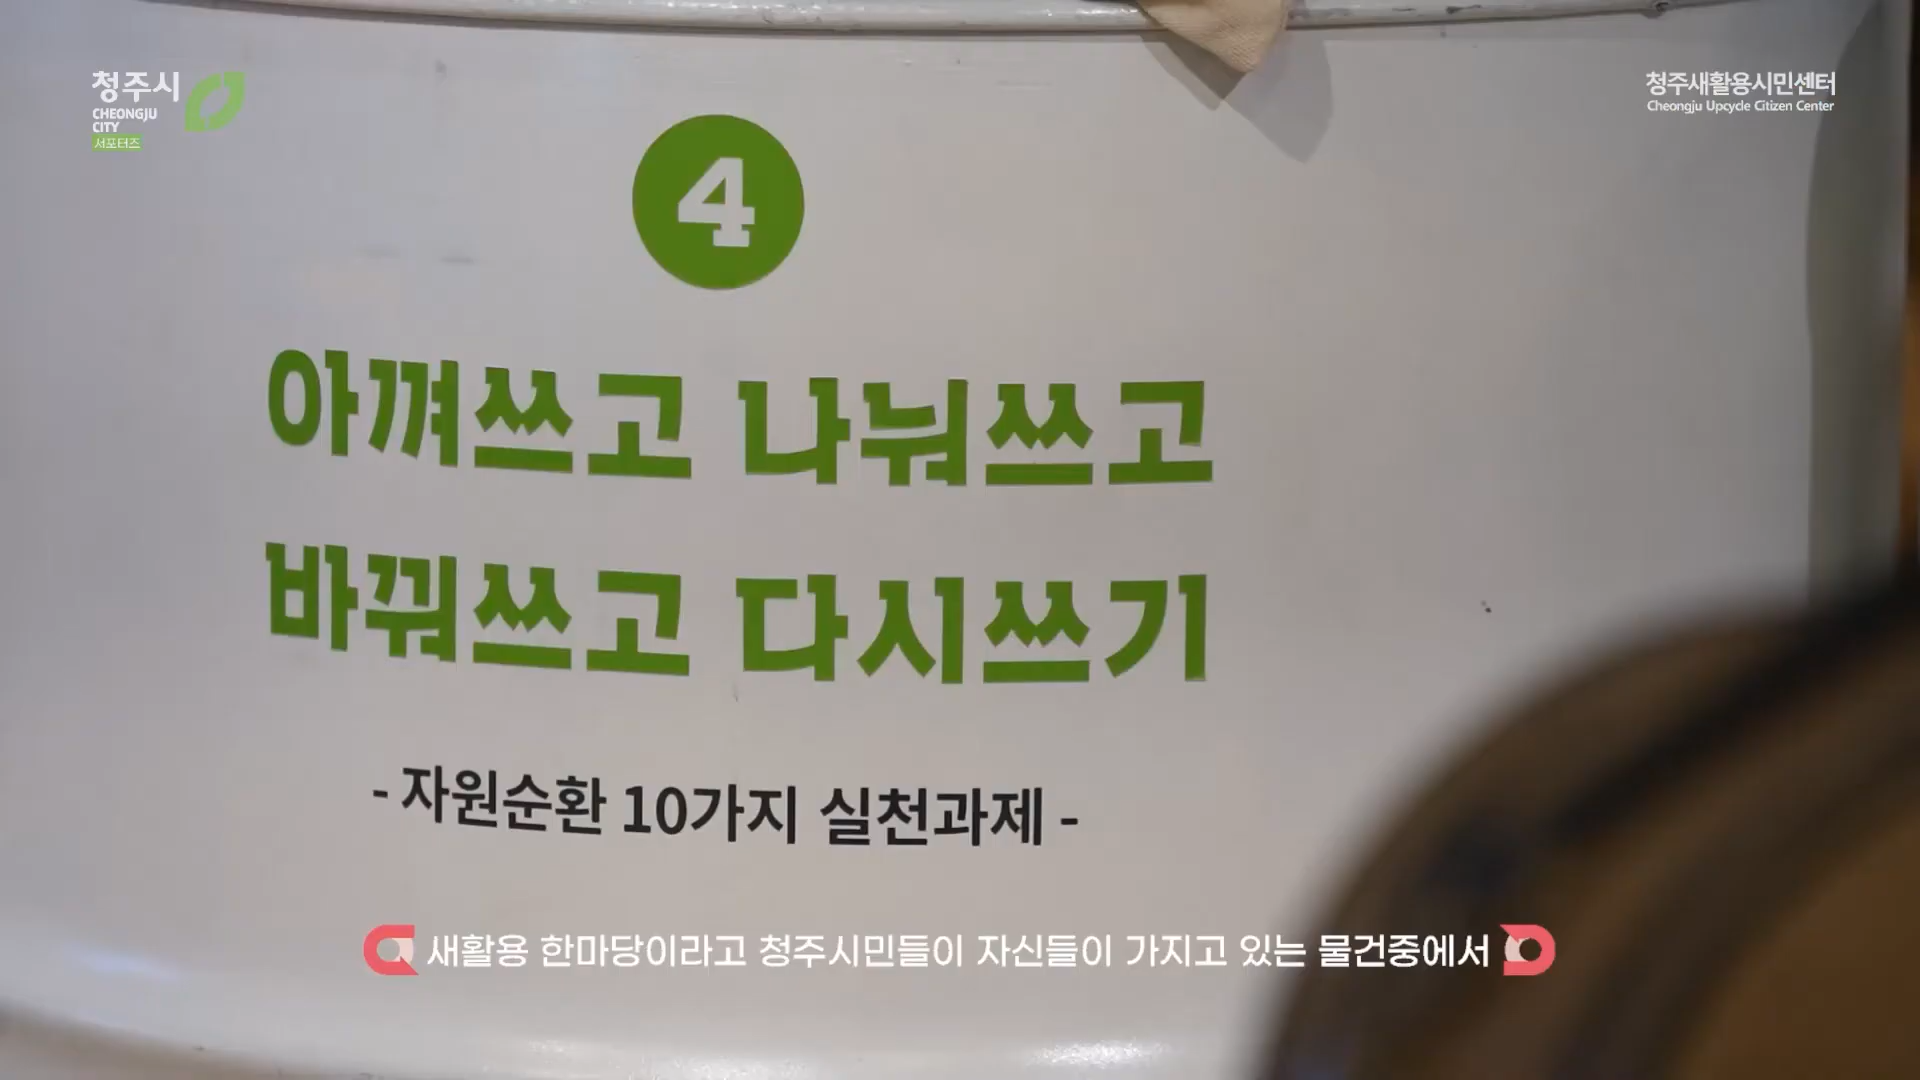 청주시
CHEONGJU
CITY
서포터즈
청주새활용시민센터
Cheongju Upcycle Citizen Center
4
아껴쓰고 나눠쓰고
바꿔쓰고 다시쓰기
- 자원순환 10가지 실천과제 -
새활용 한마당이라고 청주시민들이 자신들이 가지고 있는 물건중에서